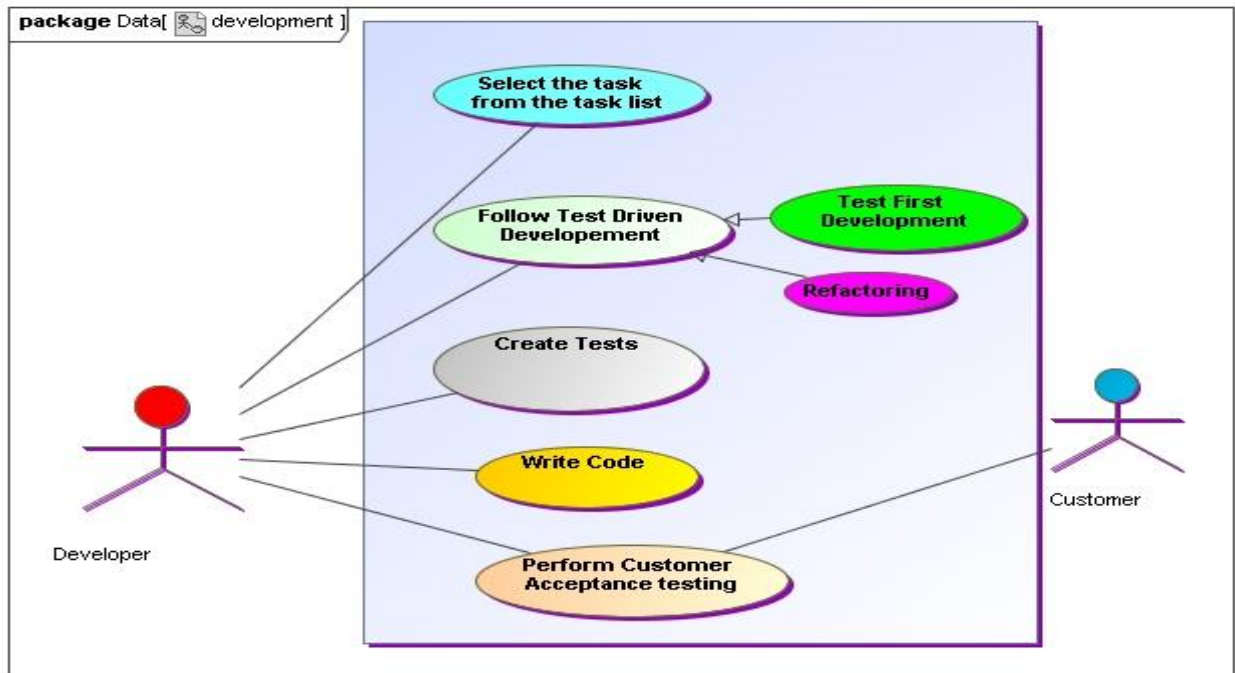 package Data[ development ]
Select the task
from the task list
Follow Test Driven
Developement
Test First
Development
Refactoring
Create Tests
Write Code
Customer
Developer
Perform Customer
Acceptance testing